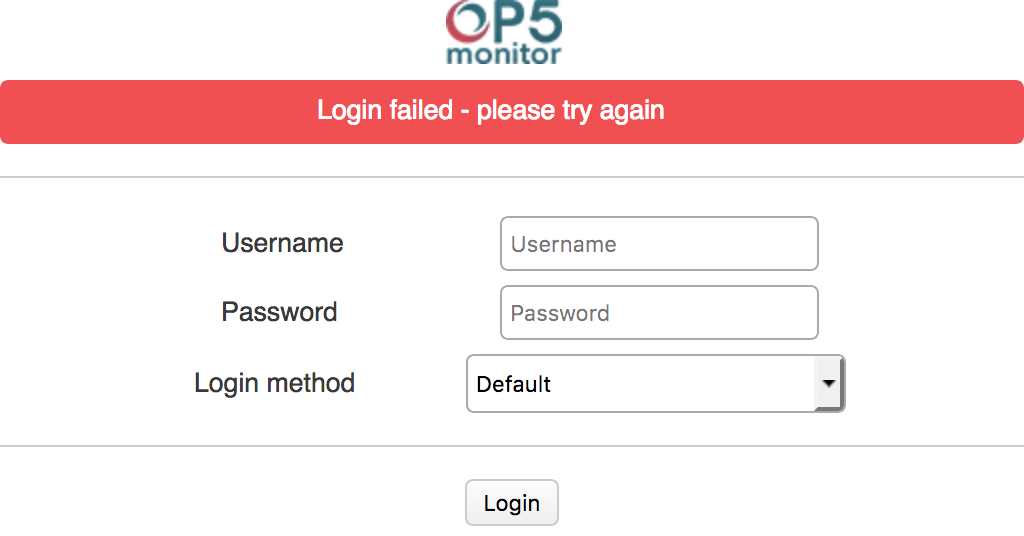 OP5
monitor
Login failed - please try again
Username Username
Password Password
Login method Default
Login